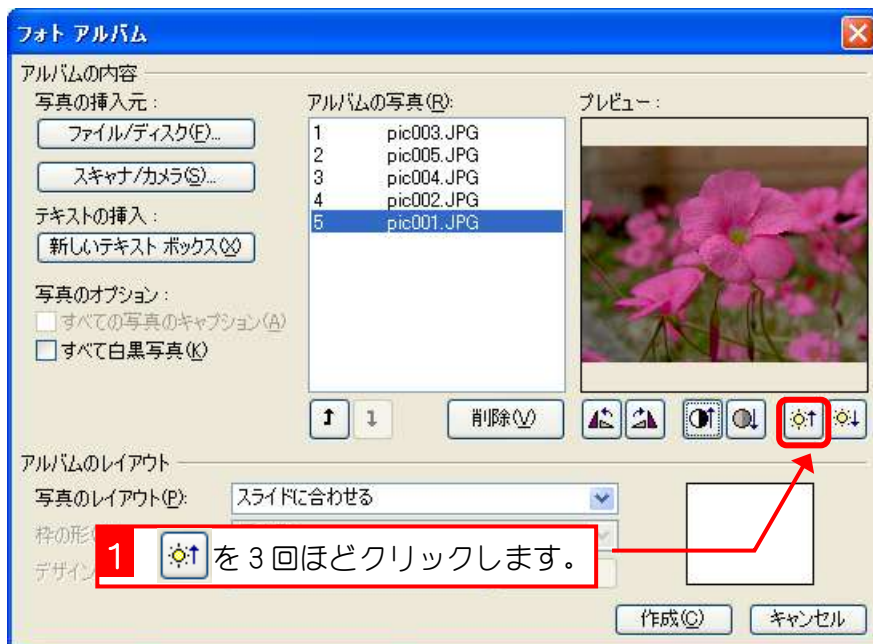 フォト アルバム
アルバムの内容
写真の挿入元：
ファイル/ディスク(F)...
スキャナ/カメラ(S)...
テキストの挿入：
新しいテキスト ボックス(X)
写真のオプション：
すべての写真のキャプション(A)
すべて白黒写真(K)
アルバムの写真(R):
1 pic003.JPG
2 pic005.JPG
3 pic004.JPG
4 pic002.JPG
5 pic001.JPG
削除(V)
プレビュー：
アルバムのレイアウト
写真のレイアウト(P):
スライドに合わせる
枠の形
デザイン
1 を3回ほどクリックします。
作成(C)
キャンセル